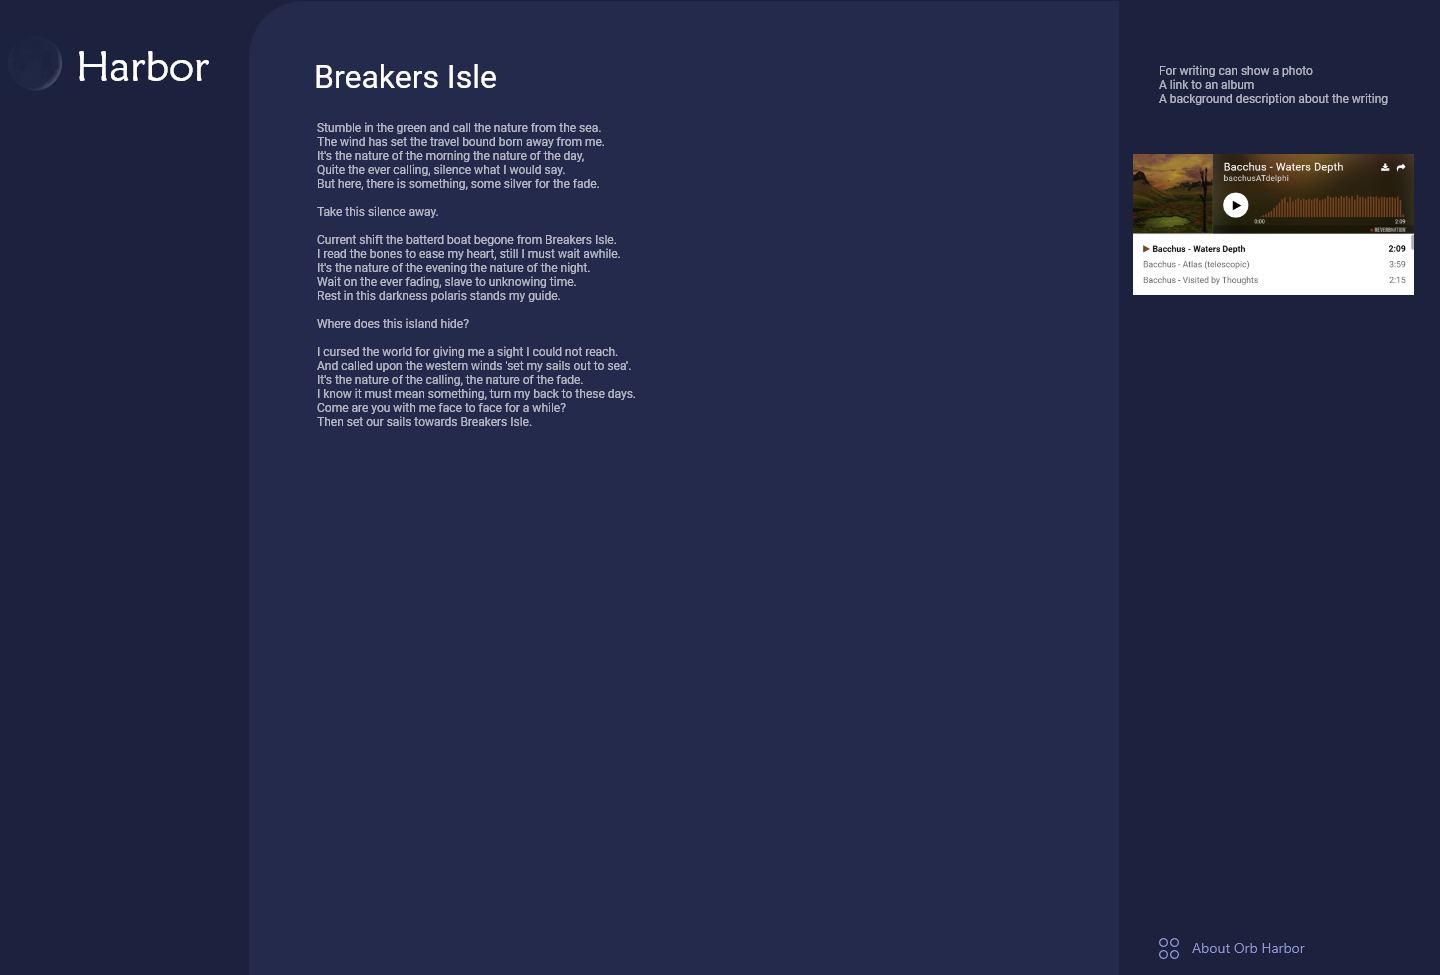 Harbor
Breakers Isle
Stumble in the green and call the nature from the sea.
The wind has set the travel bound born away from me.
It's the nature of the morning the nature of the day,
Quite the ever calling, silence what I would say.
But here, there is something, some silver for the fade.
Take this silence away.
Current shift the batterd boat begone from Breakers Isle.
I read the bones to ease my heart, still I must wait awhile.
It's the nature of the evening the nature of the night.
Wait on the ever fading, slave to unknowing time.
Rest in this darkness polaris stands my guide.
Where does this island hide?
I cursed the world for giving me a sight I could not reach.
And called upon the western winds 'set my sails out to sea'.
It's the nature of the calling, the nature of the fade.
I know it must mean something, turn my back to these days.
Come are you with me face to face for a while?
Then set our sails towards Breakers Isle.
For writing can show a photo
A link to an album
A background description about the writing
Bacchus - Waters Depth
bacchusATdelphi
0:00 2:09
REVERBNATION
Bacchus - Waters Depth 2:09
Bacchus - Atlas (telescopic) 3:59
Bacchus - Visited by Thoughts 2:15
About Orb Harbor